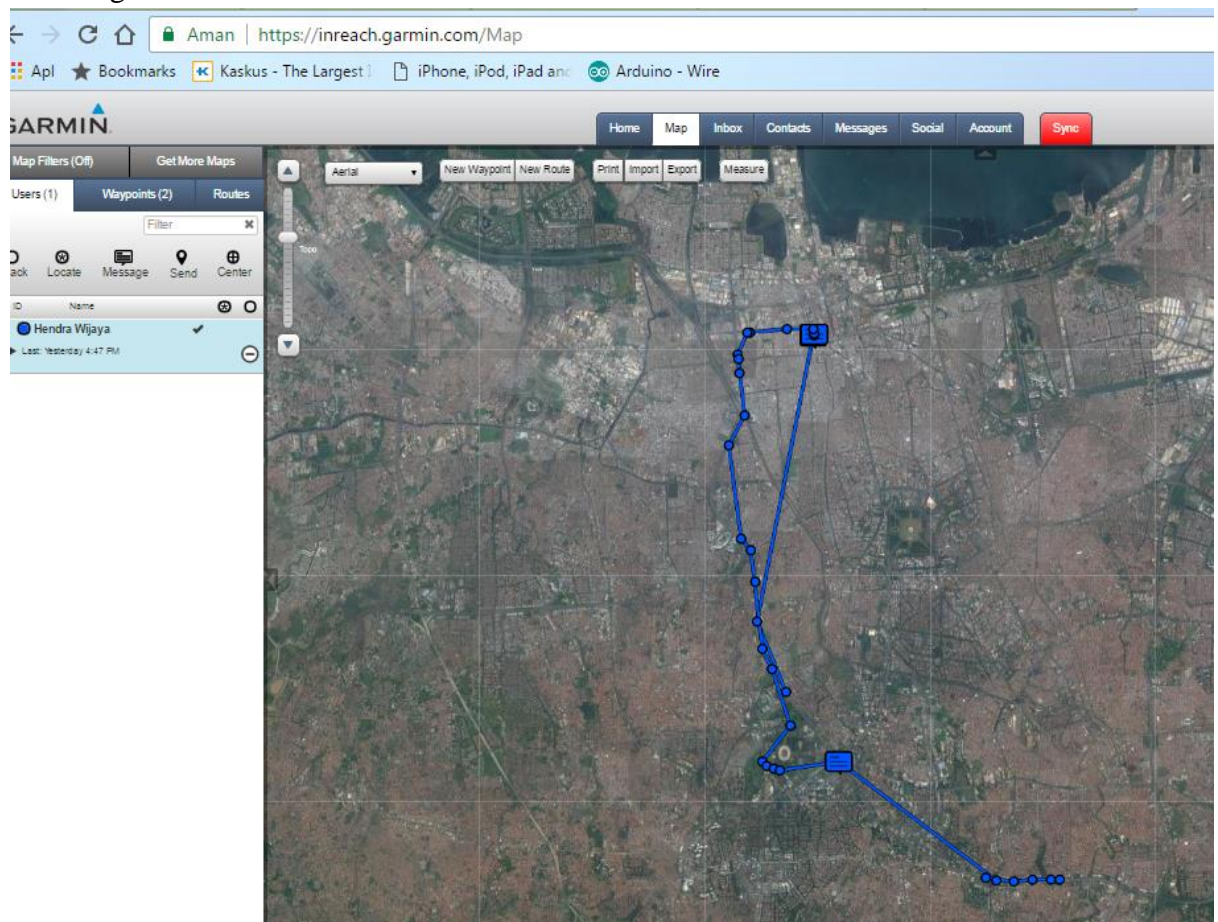 Aman https://inreach.garmin.com/Map
Apl Bookmarks Kaskus - The Largest iPhone, iPod, iPad and Arduino - Wire
GARMIN
Home Map Inbox Contacts Messages Social Account Sync
Map Filters (Off) Get More Maps
Aerial New Waypoint New Route Print Import Export Measure
Users (1) Waypoints (2) Routes
Filter
Topo
Locate Message Send Center
ID Name
Hendra Wijaya
Last: Yesterday 4:47 PM